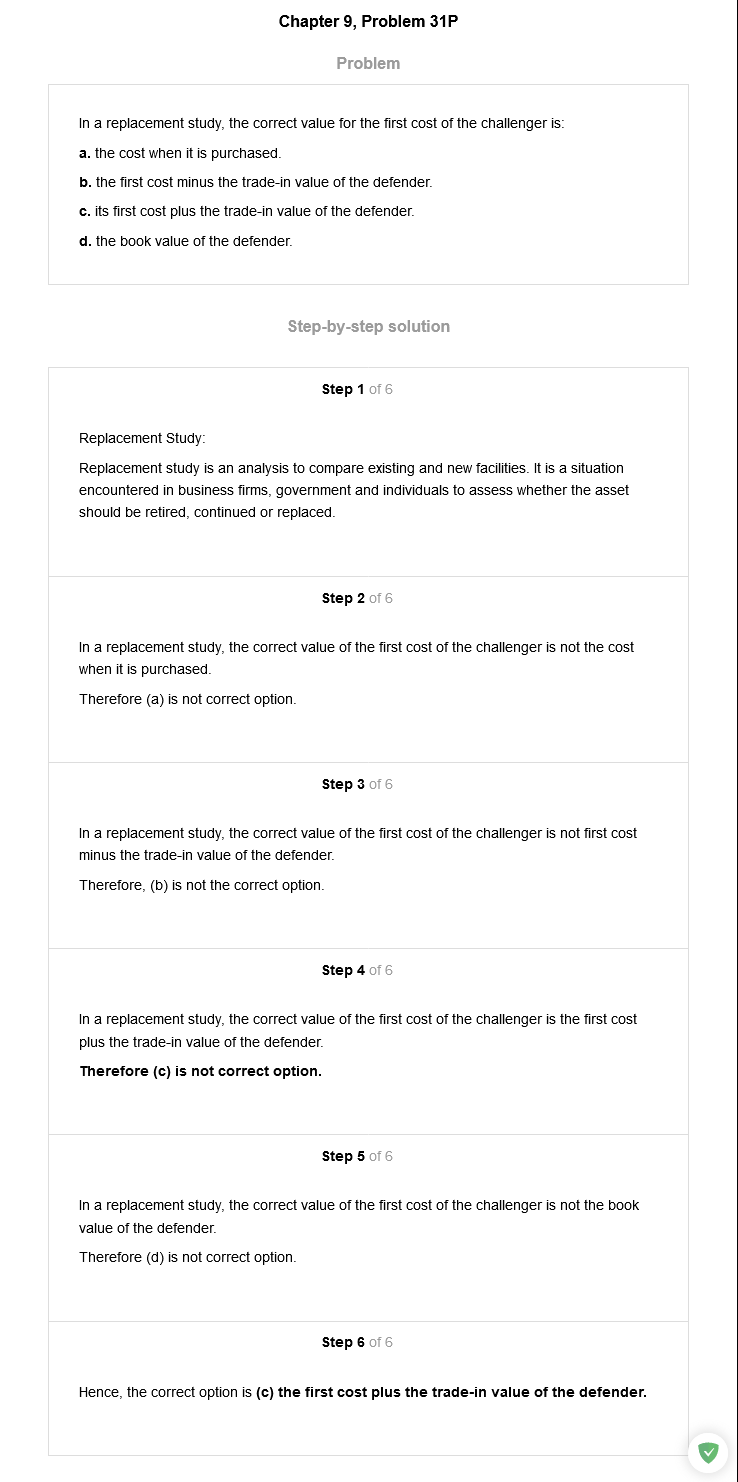 Chapter 9, Problem 31P
Problem
In a replacement study, the correct value for the first cost of the challenger is:
a. the cost when it is purchased.
b. the first cost minus the trade-in value of the defender.
c. its first cost plus the trade-in value of the defender.
d. the book value of the defender.
Step-by-step solution
Step 1 of 6
Replacement Study:
Replacement study is an analysis to compare existing and new facilities. It is a situation
encountered in business firms, government and individuals to assess whether the asset
should be retired, continued or replaced.
Step 2 of 6
In a replacement study, the correct value of the first cost of the challenger is not the cost
when it is purchased.
Therefore (a) is not correct option.
Step 3 of 6
In a replacement study, the correct value of the first cost of the challenger is not first cost
minus the trade-in value of the defender.
Therefore, (b) is not the correct option.
Step 4 of 6
In a replacement study, the correct value of the first cost of the challenger is the first cost
plus the trade-in value of the defender.
Therefore (c) is not correct option.
Step 5 of 6
In a replacement study, the correct value of the first cost of the challenger is not the book
value of the defender.
Therefore (d) is not correct option.
Step 6 of 6
Hence, the correct option is (c) the first cost plus the trade-in value of the defender.